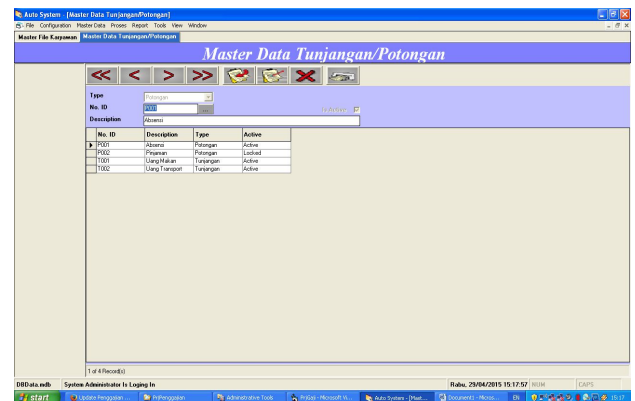 Auto System - [Master Data Tunjangan/Potongan]
File Configuration Master Data Proses Report Tools View Window
Master File Karyawan Master Data Tunjangan/Potongan
Master Data Tunjangan/Potongan
<< < > >>
Type Potongan
No. ID P001 ...
Description Absensi
No. ID Description Type Active
P001 Absensi Potongan Active
P002 Pinjaman Potongan Locked
T001 Uang Makan Tunjangan Active
T002 Uang Transport Tunjangan Active
1 of 4 Record(s)
DBData.mdb System Administrator Is Loging In Rabu, 29/04/2015 15:17:57 NUM CAPS
start Update Penggalian ... PriPenggalian Administrative Tools PriGaji - Microsoft Vi... Auto System - [Mast... Document1 - Micros... EN 15:17